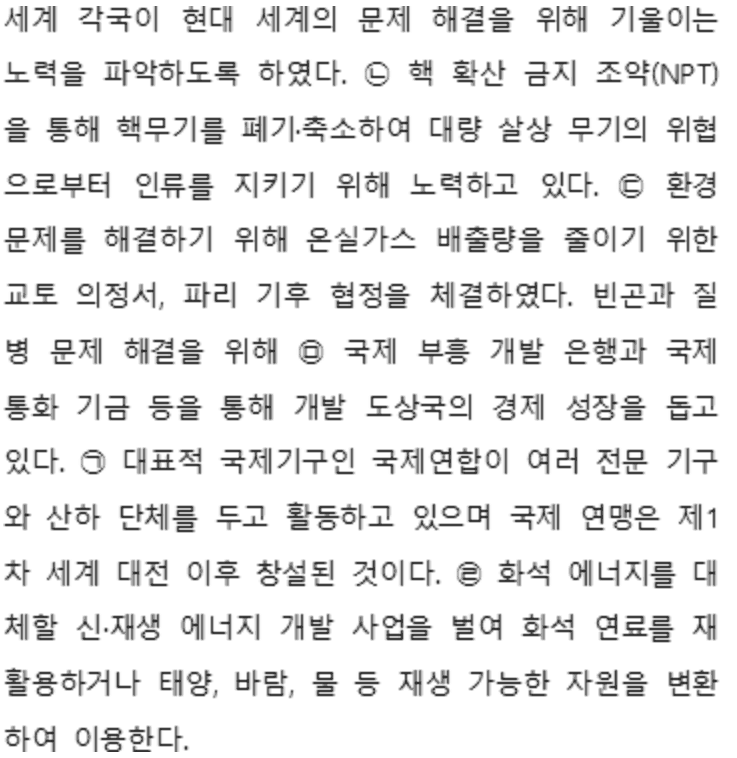 세계 각국이 현대 세계의 문제 해결을 위해 기울이는
노력을 파악하도록 하였다. ㉡ 핵 확산 금지 조약(NPT)
을 통해 핵무기를 폐기·축소하여 대량 살상 무기의 위협
으로부터 인류를 지키기 위해 노력하고 있다. ㉢ 환경
문제를 해결하기 위해 온실가스 배출량을 줄이기 위한
교토 의정서, 파리 기후 협정을 체결하였다. 빈곤과 질
병 문제 해결을 위해 ㉤ 국제 부흥 개발 은행과 국제
통화 기금 등을 통해 개발 도상국의 경제 성장을 돕고
있다. ㉠ 대표적 국제기구인 국제연합이 여러 전문 기구
와 산하 단체를 두고 활동하고 있으며 국제 연맹은 제1
차 세계 대전 이후 창설된 것이다. ㉣ 화석 에너지를 대
체할 신·재생 에너지 개발 사업을 벌여 화석 연료를 재
활용하거나 태양, 바람, 물 등 재생 가능한 자원을 변환
하여 이용한다.